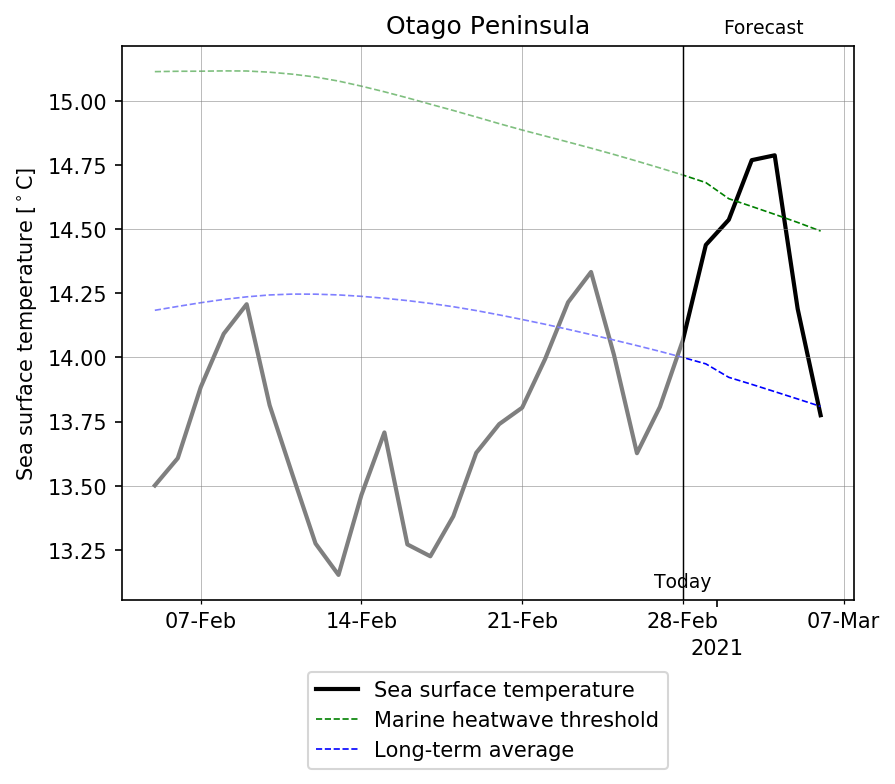 Otago Peninsula
Forecast
Sea surface temperature [°C]
15.00
14.75
14.50
14.25
14.00
13.75
13.50
13.25
Today
07-Feb 14-Feb 21-Feb 28-Feb 07-Mar
2021
Sea surface temperature
Marine heatwave threshold
Long-term average